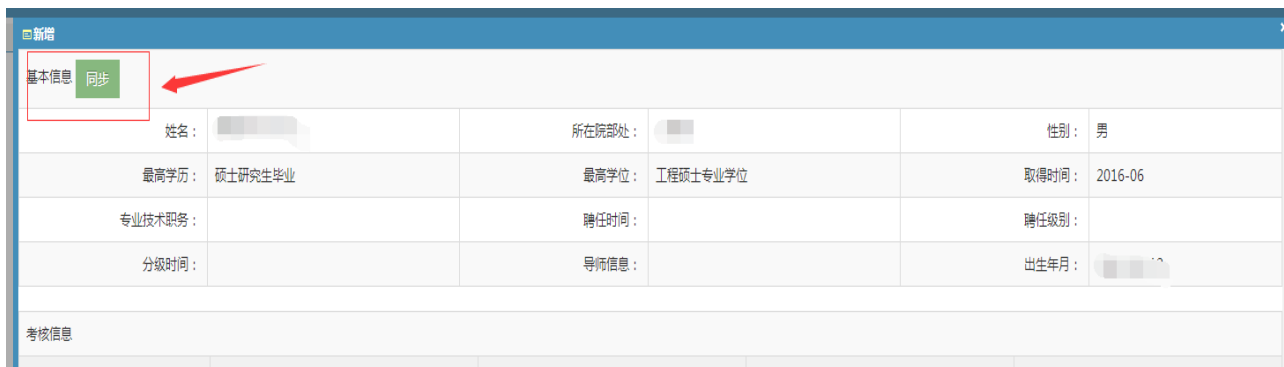 新增
基本信息 同步
姓名： 所在院部处： 性别： 男
最高学历： 硕士研究生毕业 最高学位： 工程硕士专业学位 取得时间： 2016-06
专业技术职务： 聘任时间： 聘任级别：
分级时间： 导师信息： 出生年月：
考核信息